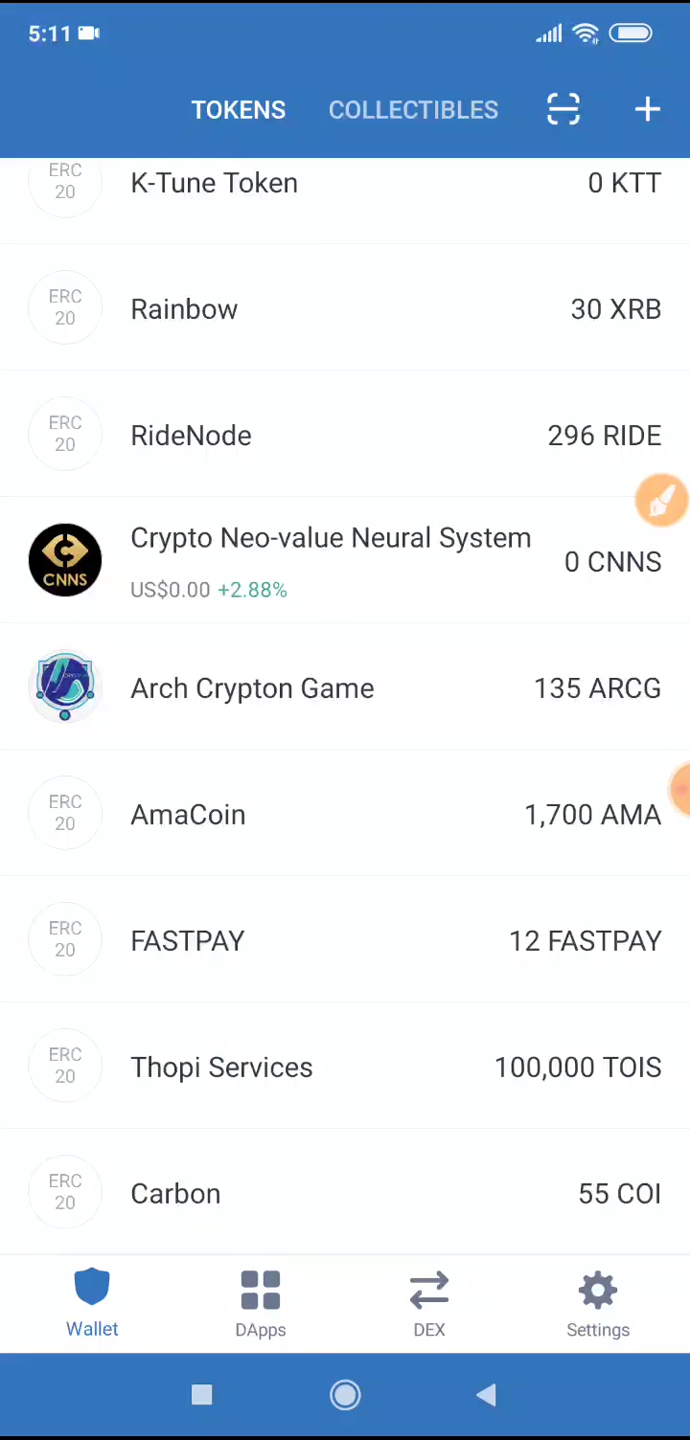 5:11
TOKENS
COLLECTIBLES
ERC
20
K-Tune Token
0 KTT
ERC
20
Rainbow
30 XRB
ERC
20
RideNode
296 RIDE
CNNS
Crypto Neo-value Neural System
US$0.00 +2.88%
0 CNNS
Arch Crypton Game
135 ARCG
ERC
20
AmaCoin
1,700 AMA
ERC
20
FASTPAY
12 FASTPAY
ERC
20
Thopi Services
100,000 TOIS
ERC
20
Carbon
55 COI
Wallet
DApps
DEX
Settings